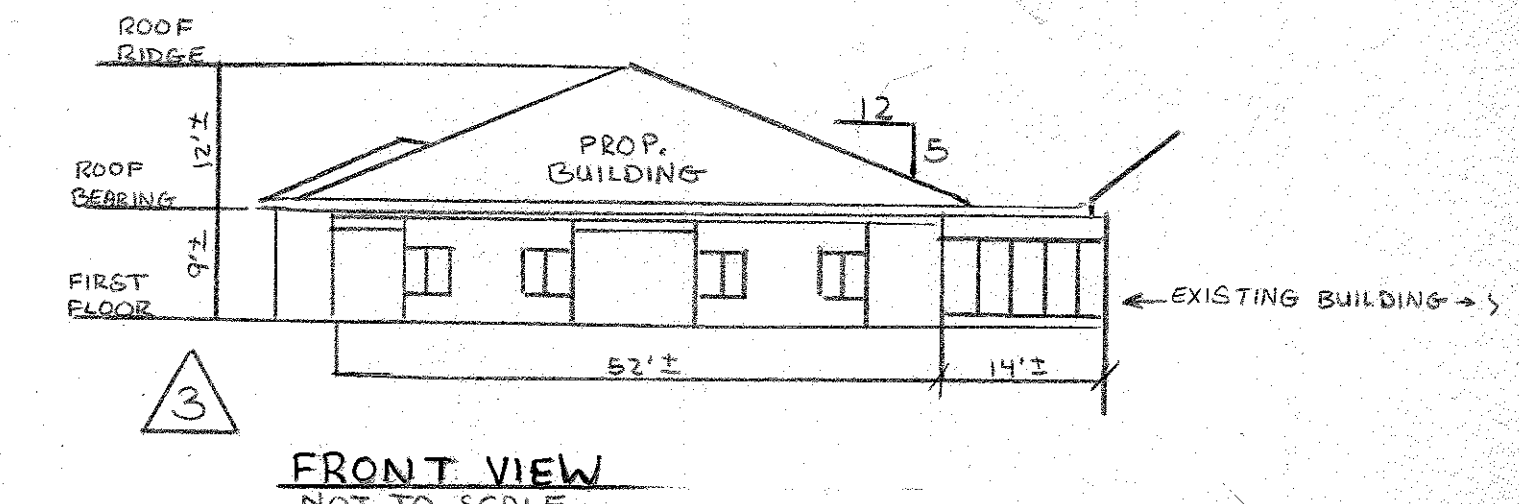 ROOF
RIDGE
12'±
12
5
PROP.
BUILDING
ROOF
BEARING
9'±
FIRST
FLOOR
←EXISTING BUILDING→
52'±
14'±
3
FRONT VIEW
NOT TO SCALE